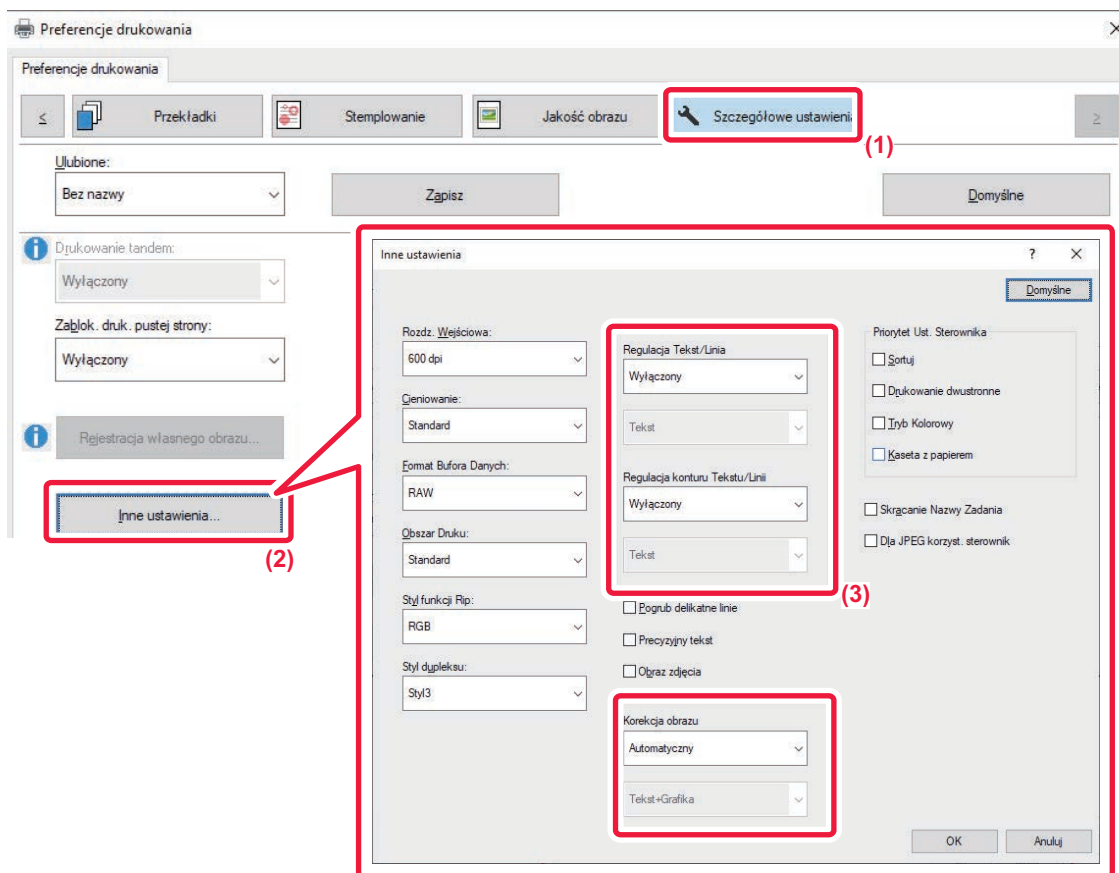 Preferencje drukowania
Preferencje drukowania
< Przekładki Stemplowanie Jakość obrazu Szczegółowe ustawieni >
(1)
Ulubione:
Bez nazwy Zapisz Domyślne
Drukowanie tandem:
Wyłączony
Zablok. druk. pustej strony:
Wyłączony
Rejestracja własnego obrazu...
Inne ustawienia...
(2)
Inne ustawienia ?
Domyślne
Rozdz. Wejściowa:
600 dpi
Cieniowanie:
Standard
Format Bufora Danych:
RAW
Obszar Druku:
Standard
Styl funkcji Rip:
RGB
Styl dupleksu:
Styl3
Regulacja Tekst/Linia
Wyłączony
Tekst
Regulacja konturu Tekstu/Linii
Wyłączony
Tekst
(3)
Pogrub delikatne linie
Precyzyjny tekst
Obraz zdjęcia
Korekcja obrazu
Automatyczny
Tekst+Grafika
Priorytet Ust. Sterownika
Sortuj
Drukowanie dwustronne
Tryb Kolorowy
Kaseta z papierem
Skracanie Nazwy Zadania
Dla JPEG korzyst. sterownik
OK Anuluj